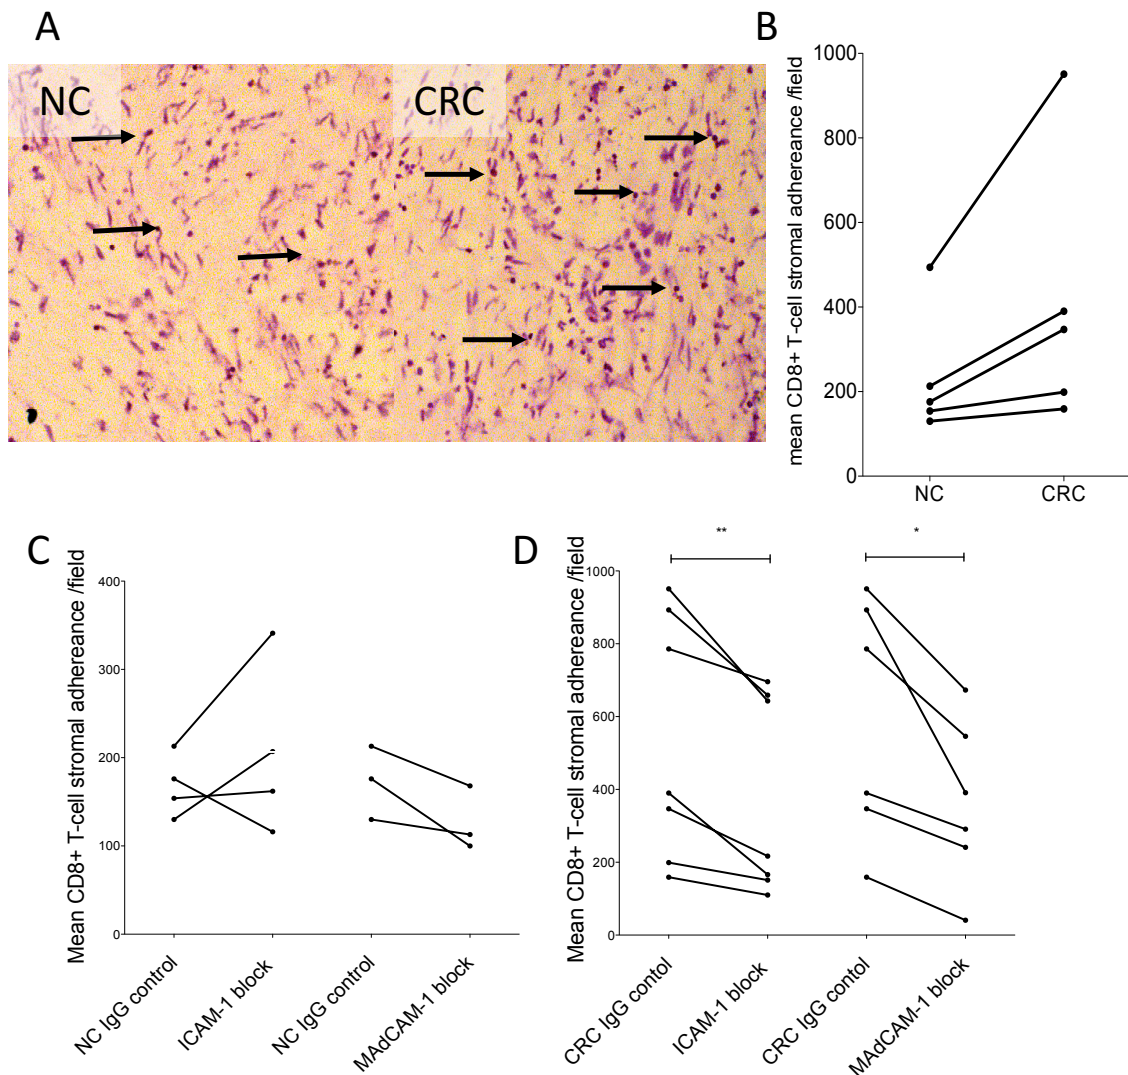 A
NC
CRC
B
mean CD8+ T-cell stromal adhereance /field
1000
800
600
400
200
0
NC
CRC
C
Mean CD8+ T-cell stromal adhereance /field
400
300
200
100
0
NC IgG control
ICAM-1 block
NC IgG control
MAdCAM-1 block
D
Mean CD8+ T-cell stromal adhereance /field
**
*
1000
800
600
400
200
0
CRC IgG contol
ICAM-1 block
CRC IgG control
MAdCAM-1 block